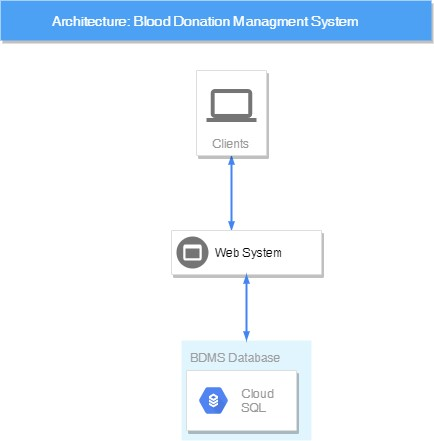 Architecture: Blood Donation Managment System
Clients
Web System
BDMS Database
Cloud
SQL